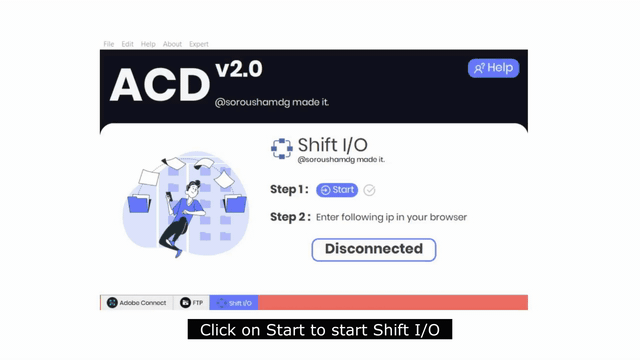 File Edit Help About Expert
ACD v2.0
Help
@soroushamdg made it.
Shift I/O
@soroushamdg made it.
Step 1 : Start
Step 2 : Enter following ip in your browser
Disconnected
Adobe Connect FTP Shift I/O
Click on Start to start Shift I/O